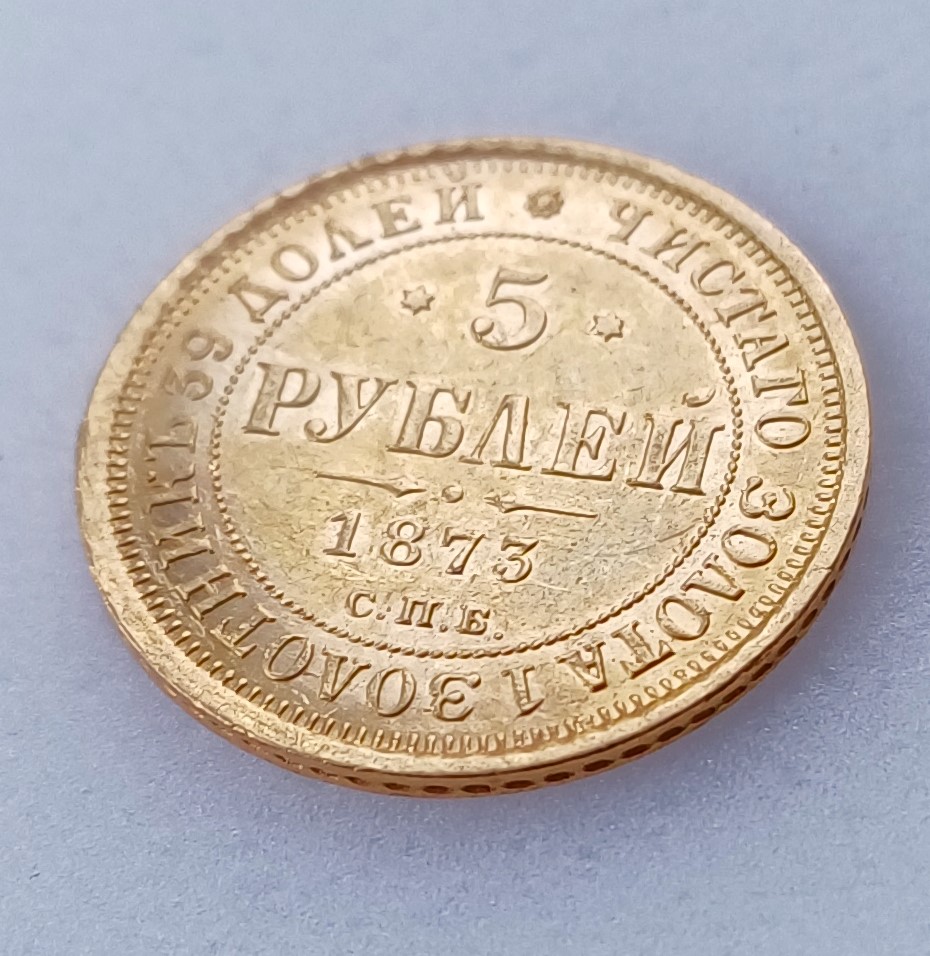 5
РУБЛЕЙ
1873
С.П.Б.
ЧИСТАГО ЗОЛОТА 1 ЗОЛОТНИКЪ 39 ДОЛЕЙ